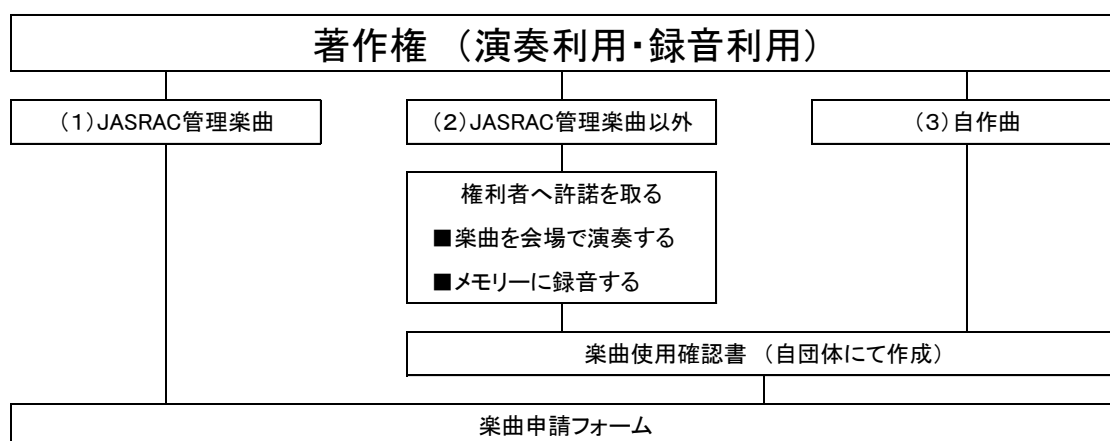 著作権 （演奏利用・録音利用）
（１）JASRAC管理楽曲
（２）JASRAC管理楽曲以外
（３）自作曲
権利者へ許諾を取る
■楽曲を会場で演奏する
■メモリーに録音する
楽曲使用確認書 （自団体にて作成）
楽曲申請フォーム